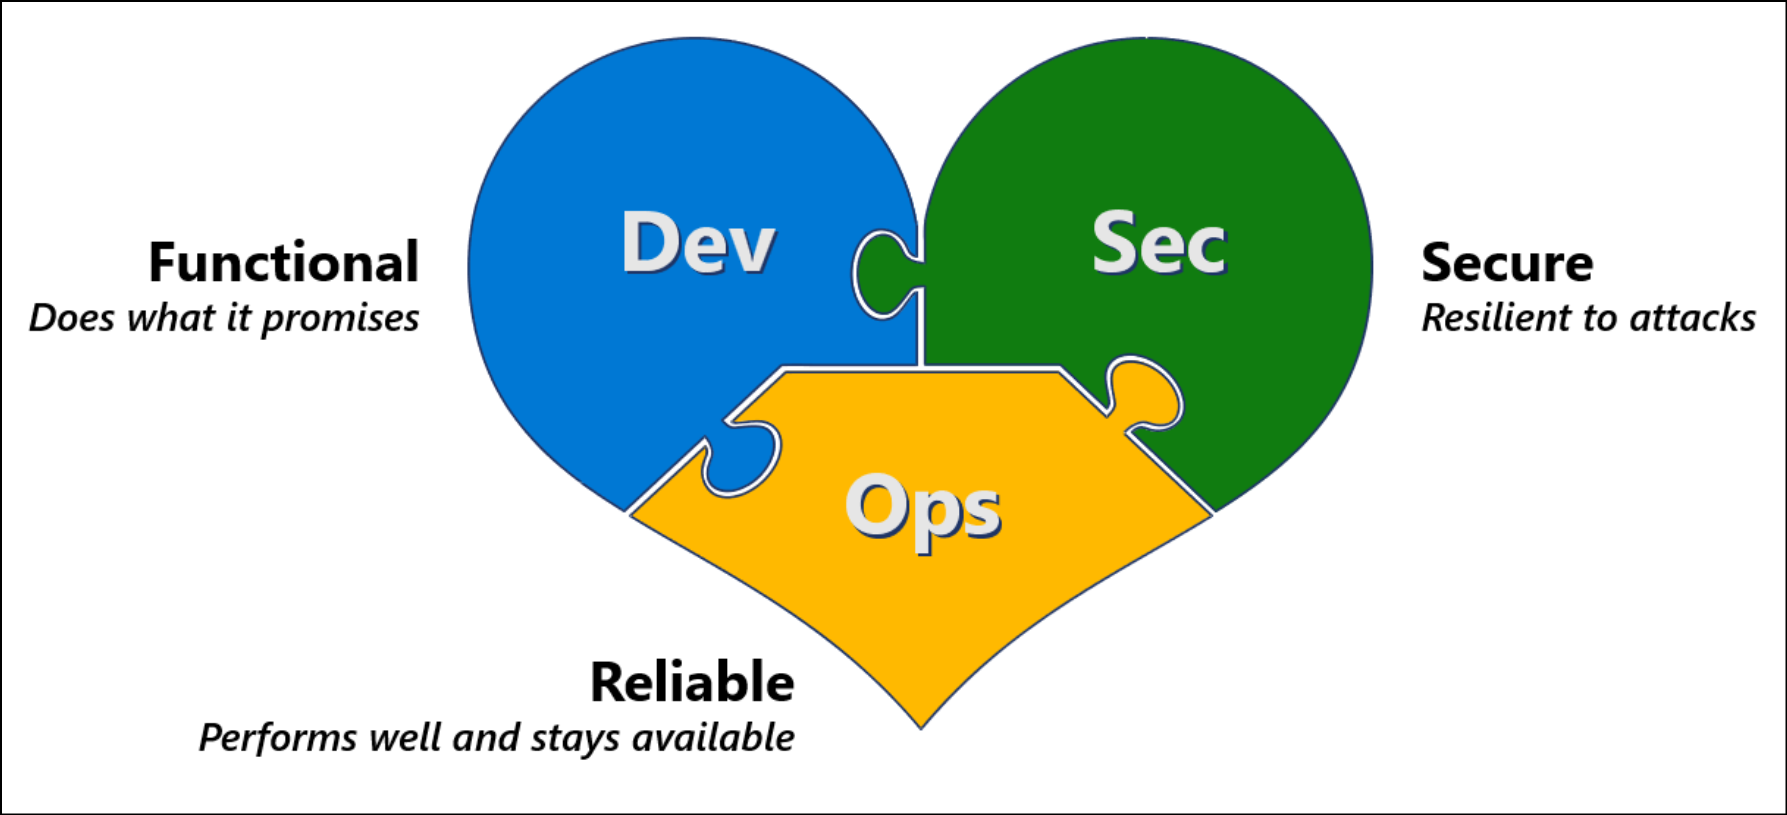 Dev
Sec
Functional
Does what it promises
Secure
Resilient to attacks
Ops
Reliable
Performs well and stays available